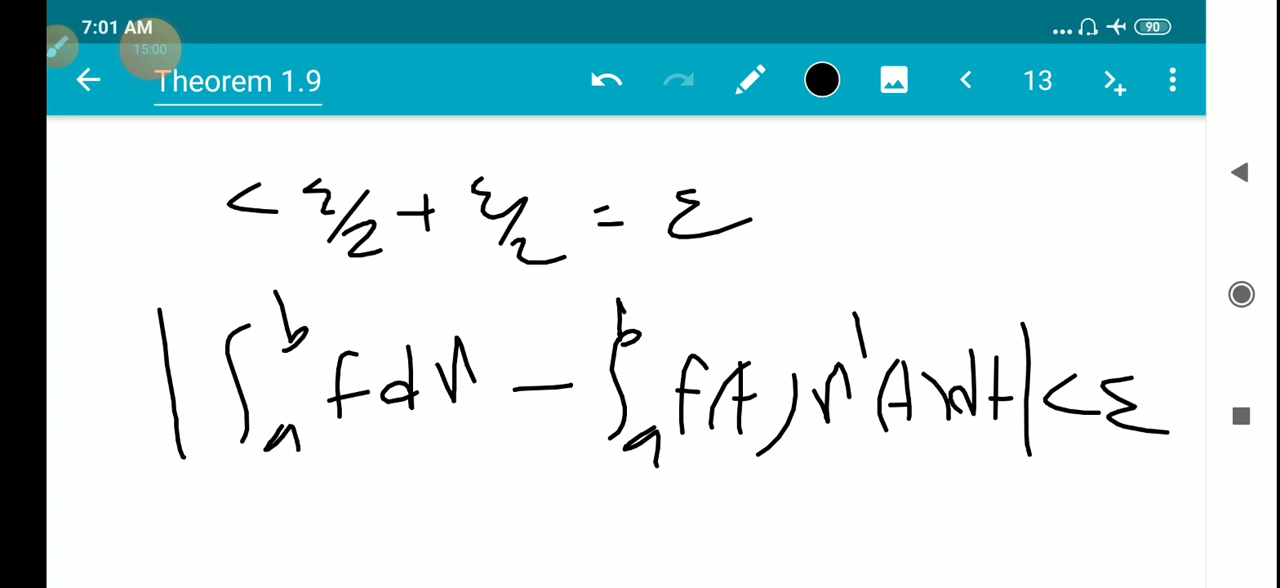 7:01 AM
90
15:00
Theorem 1.9
13
< ε/2 + ε/2 = ε
| ∫_a^b f dγ − ∫_a^b f(t) γ'(t) dt | < ε